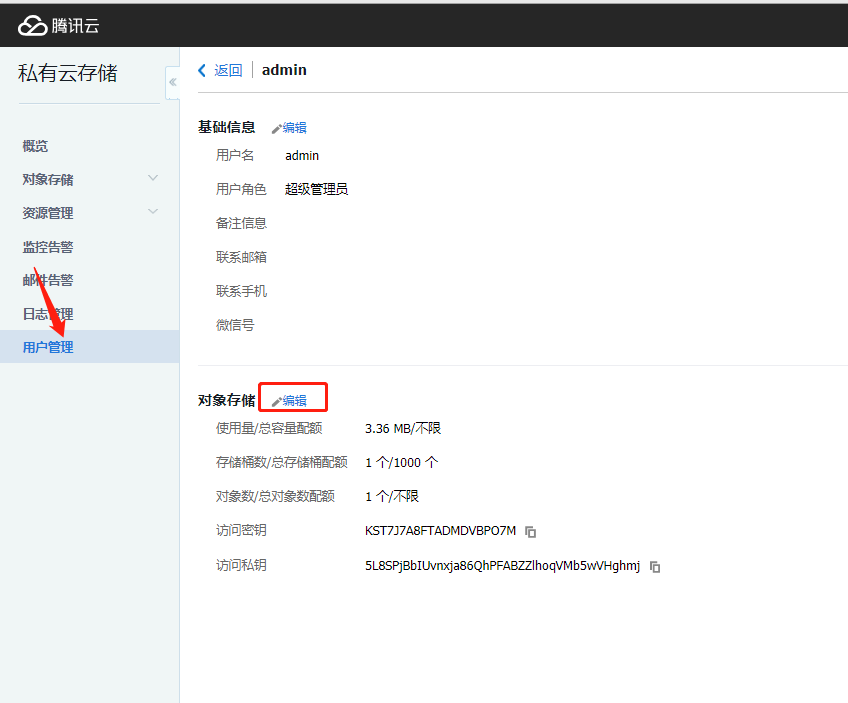 腾讯云
私有云存储
«
返回 admin
概览
对象存储
资源管理
监控告警
邮件告警
日志管理
用户管理
基础信息 编辑
用户名 admin
用户角色 超级管理员
备注信息
联系邮箱
联系手机
微信号
对象存储 编辑
使用量/总容量配额 3.36 MB/不限
存储桶数/总存储桶配额 1 个/1000 个
对象数/总对象数配额 1 个/不限
访问密钥 KST7J7A8FTADMDVBPO7M
访问私钥 5L8SPjBbIUvnxja86QhPFABZZlhoqVMb5wVHghmj